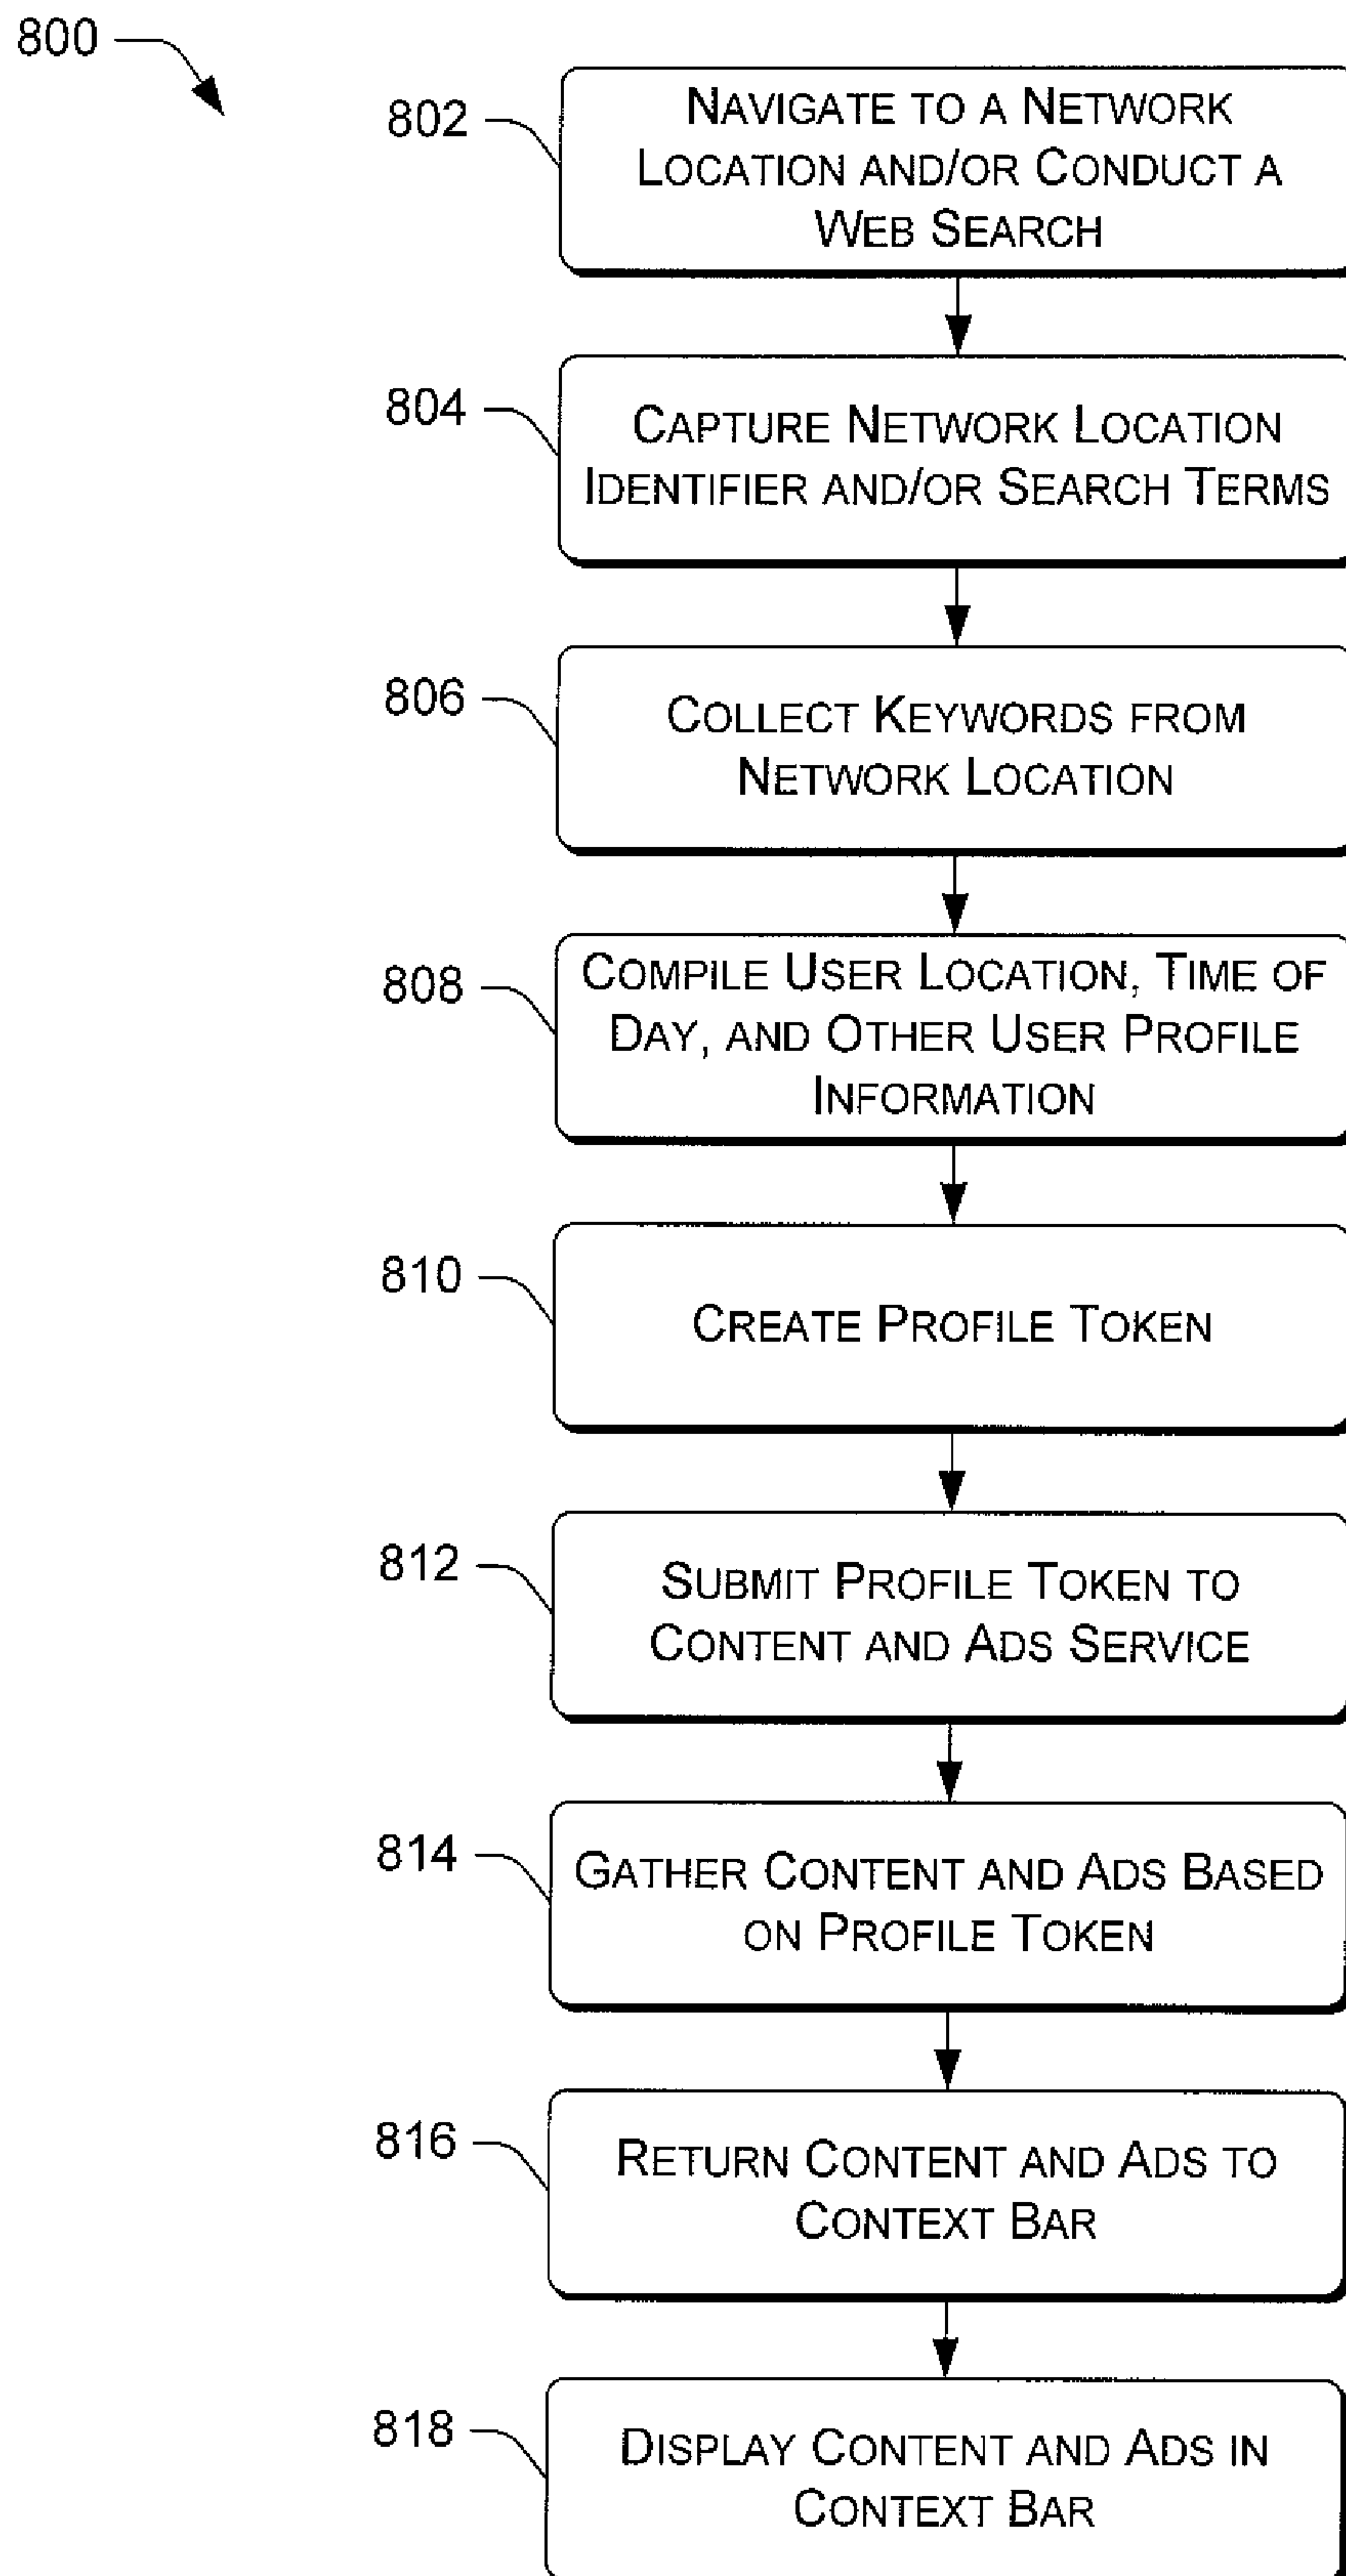 800
802
NAVIGATE TO A NETWORK
LOCATION AND/OR CONDUCT A
WEB SEARCH
804
CAPTURE NETWORK LOCATION
IDENTIFIER AND/OR SEARCH TERMS
806
COLLECT KEYWORDS FROM
NETWORK LOCATION
808
COMPILE USER LOCATION, TIME OF
DAY, AND OTHER USER PROFILE
INFORMATION
810
CREATE PROFILE TOKEN
812
SUBMIT PROFILE TOKEN TO
CONTENT AND ADS SERVICE
814
GATHER CONTENT AND ADS BASED
ON PROFILE TOKEN
816
RETURN CONTENT AND ADS TO
CONTEXT BAR
818
DISPLAY CONTENT AND ADS IN
CONTEXT BAR